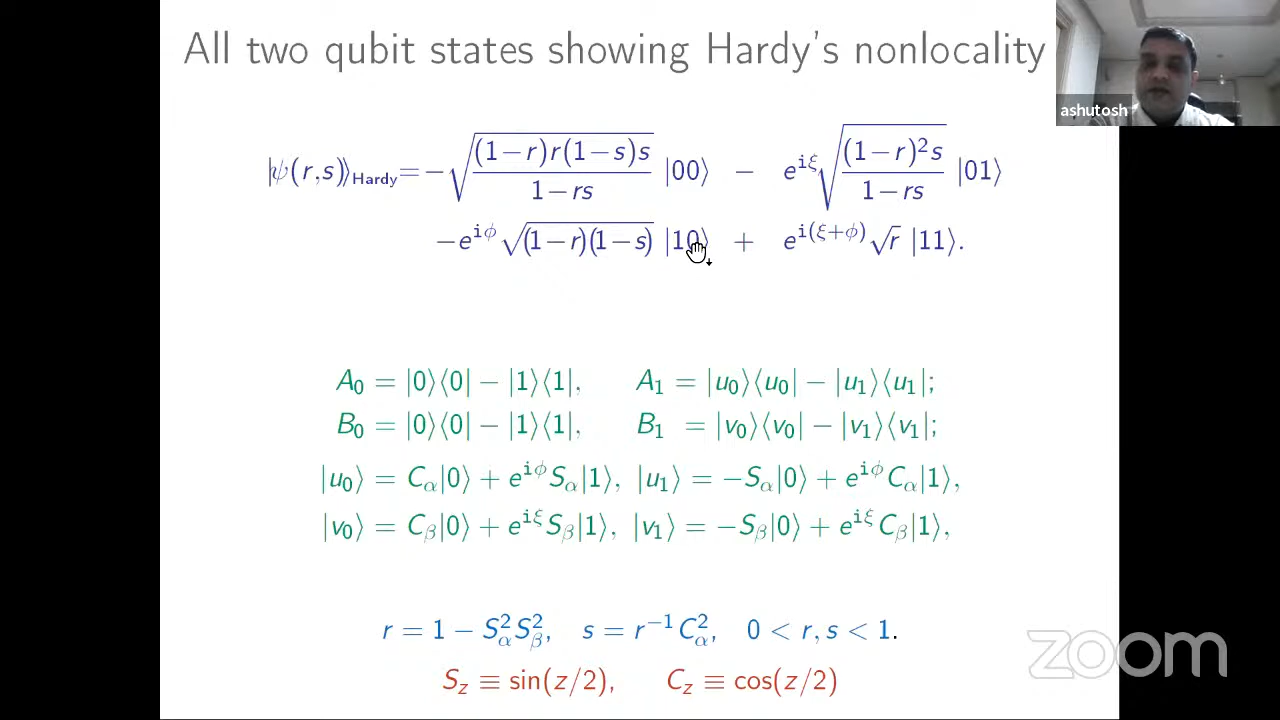 All two qubit states showing Hardy's nonlocality
ashutosh
|ψ(r,s)⟩_Hardy = −√((1−r)r(1−s)s / (1−rs)) |00⟩ − e^{iξ} √((1−r)²s / (1−rs)) |01⟩
−e^{iϕ} √((1−r)(1−s)) |10⟩ + e^{i(ξ+ϕ)} √r |11⟩.
A₀ = |0⟩⟨0| − |1⟩⟨1|, A₁ = |u₀⟩⟨u₀| − |u₁⟩⟨u₁|;
B₀ = |0⟩⟨0| − |1⟩⟨1|, B₁ = |v₀⟩⟨v₀| − |v₁⟩⟨v₁|;
|u₀⟩ = C_α|0⟩ + e^{iϕ}S_α|1⟩, |u₁⟩ = −S_α|0⟩ + e^{iϕ}C_α|1⟩,
|v₀⟩ = C_β|0⟩ + e^{iξ}S_β|1⟩, |v₁⟩ = −S_β|0⟩ + e^{iξ}C_β|1⟩,
r = 1 − S_α²S_β², s = r⁻¹C_α², 0 < r, s < 1.
S_z ≡ sin(z/2), C_z ≡ cos(z/2)
zoom